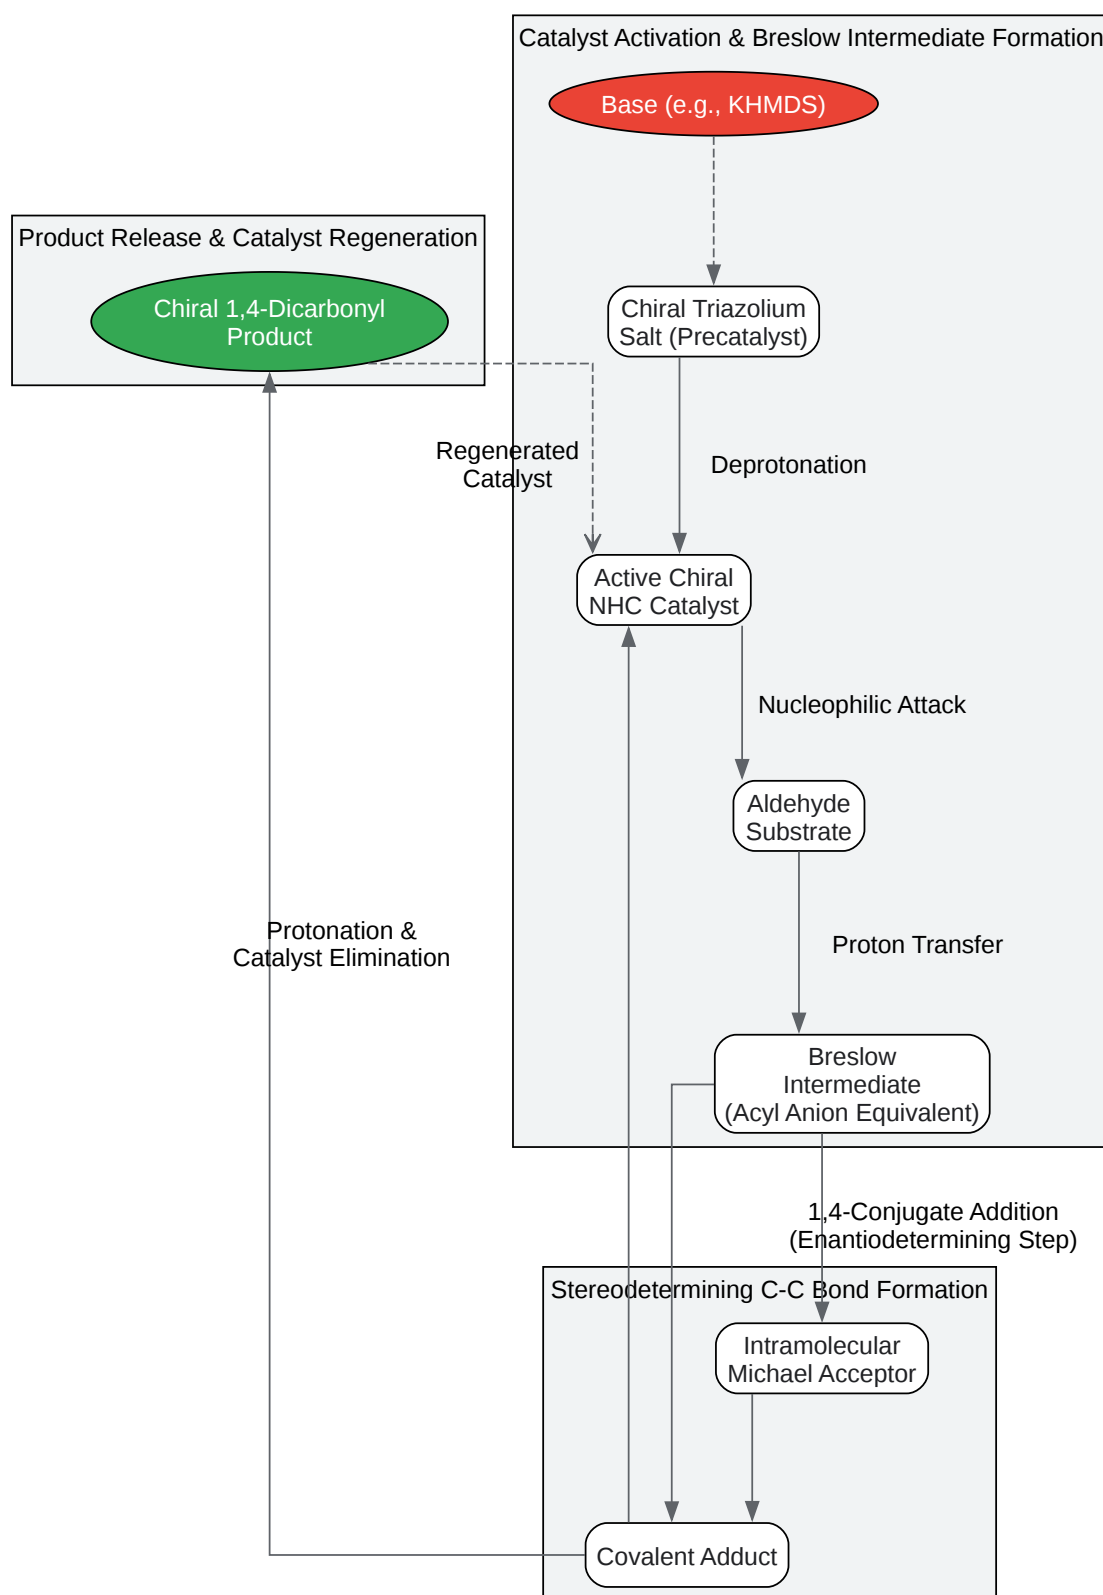 Catalyst Activation & Breslow Intermediate Formation
Base (e.g., KHMDS)
Product Release & Catalyst Regeneration
Chiral 1,4-Dicarbonyl
Product
Chiral Triazolium
Salt (Precatalyst)
Regenerated
Catalyst
Deprotonation
Active Chiral
NHC Catalyst
Nucleophilic Attack
Aldehyde
Substrate
Protonation &
Catalyst Elimination
Proton Transfer
Breslow
Intermediate
(Acyl Anion Equivalent)
1,4-Conjugate Addition
(Enantiodetermining Step)
Stereodetermining C-C Bond Formation
Intramolecular
Michael Acceptor
Covalent Adduct